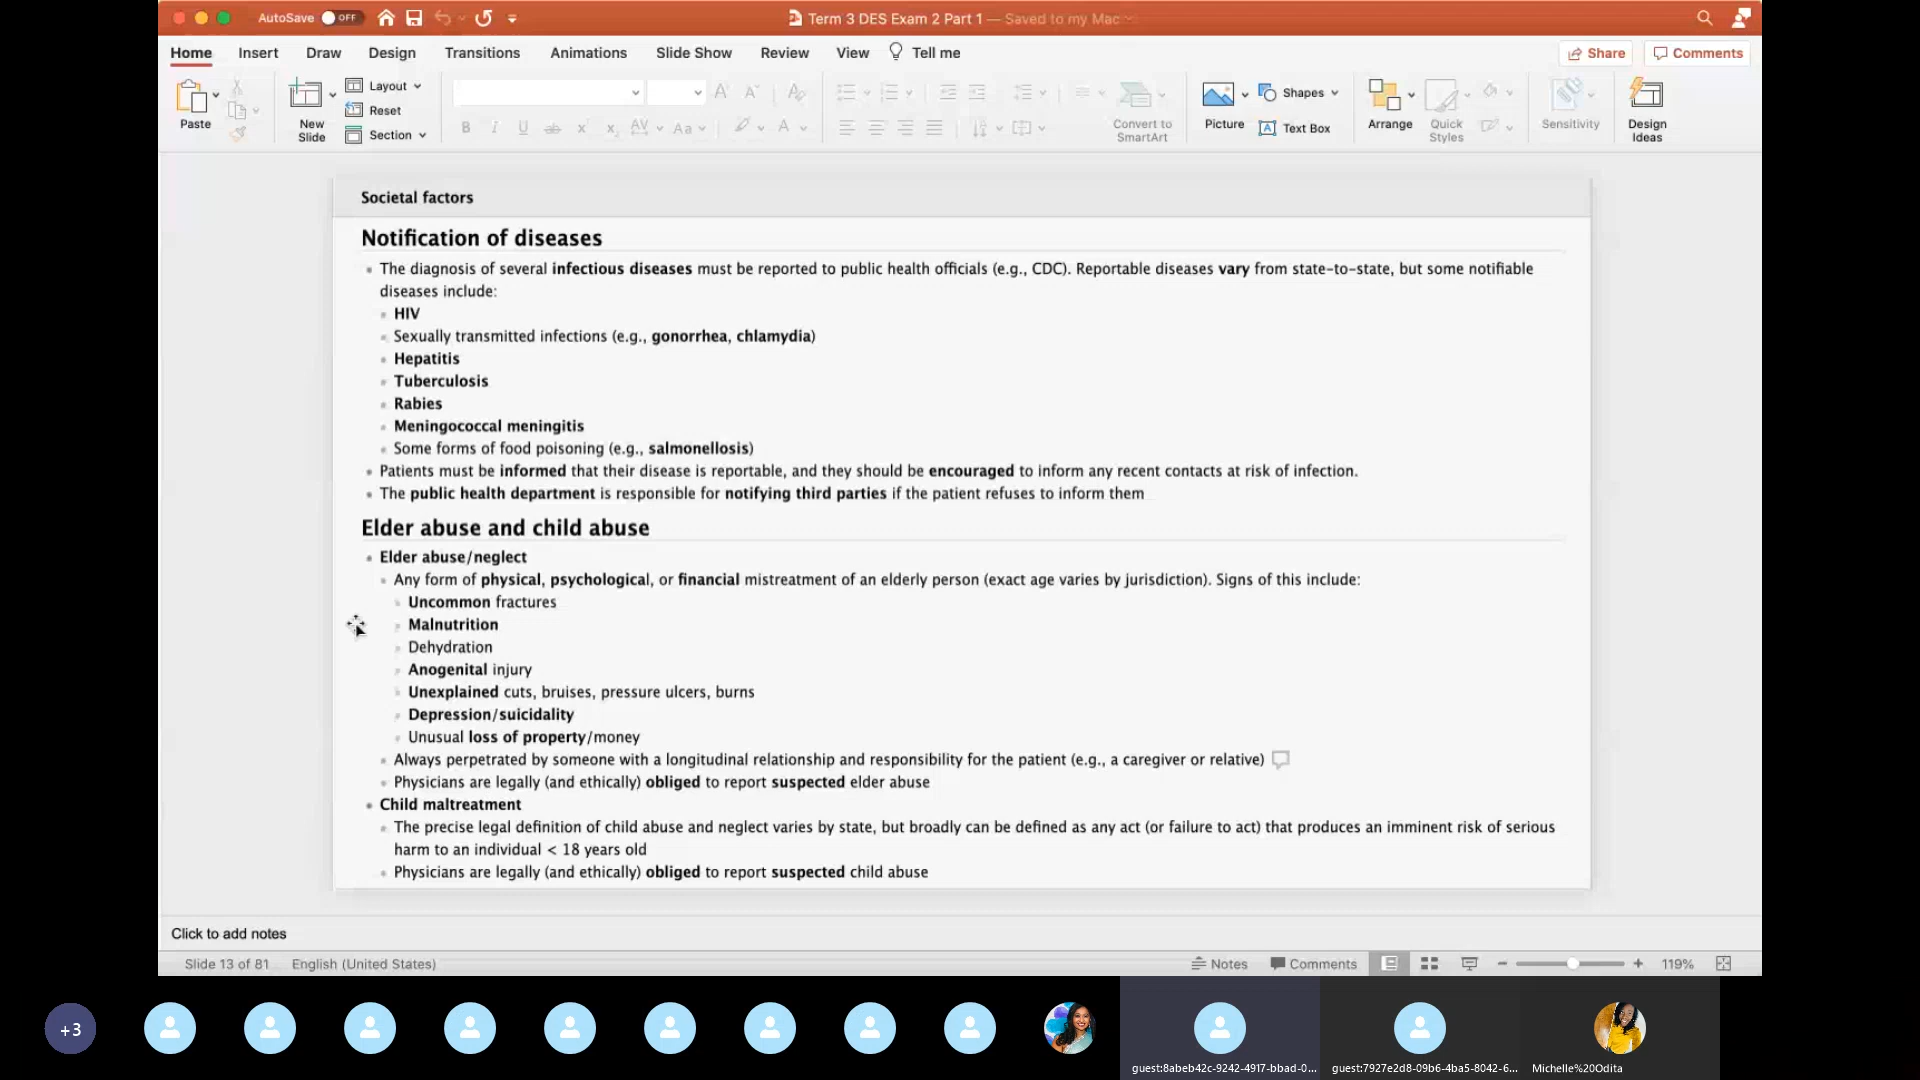 AutoSave OFF Term 3 DES Exam 2 Part 1 — Saved to my Mac
Home Insert Draw Design Transitions Animations Slide Show Review View Tell me Share Comments
Paste New Slide Layout Reset Section Convert to SmartArt Picture Shapes Text Box Arrange Quick Styles Sensitivity Design Ideas
Societal factors
Notification of diseases
The diagnosis of several infectious diseases must be reported to public health officials (e.g., CDC). Reportable diseases vary from state-to-state, but some notifiable
diseases include:
HIV
Sexually transmitted infections (e.g., gonorrhea, chlamydia)
Hepatitis
Tuberculosis
Rabies
Meningococcal meningitis
Some forms of food poisoning (e.g., salmonellosis)
Patients must be informed that their disease is reportable, and they should be encouraged to inform any recent contacts at risk of infection.
The public health department is responsible for notifying third parties if the patient refuses to inform them
Elder abuse and child abuse
Elder abuse/neglect
Any form of physical, psychological, or financial mistreatment of an elderly person (exact age varies by jurisdiction). Signs of this include:
Uncommon fractures
Malnutrition
Dehydration
Anogenital injury
Unexplained cuts, bruises, pressure ulcers, burns
Depression/suicidality
Unusual loss of property/money
Always perpetrated by someone with a longitudinal relationship and responsibility for the patient (e.g., a caregiver or relative)
Physicians are legally (and ethically) obliged to report suspected elder abuse
Child maltreatment
The precise legal definition of child abuse and neglect varies by state, but broadly can be defined as any act (or failure to act) that produces an imminent risk of serious
harm to an individual < 18 years old
Physicians are legally (and ethically) obliged to report suspected child abuse
Click to add notes
Slide 13 of 81 English (United States) Notes Comments 119%
+3
guest:8abeb42c-9242-4917-bbad-0... guest:7927e2d8-09b6-4ba5-8042-6... Michelle%20Odita